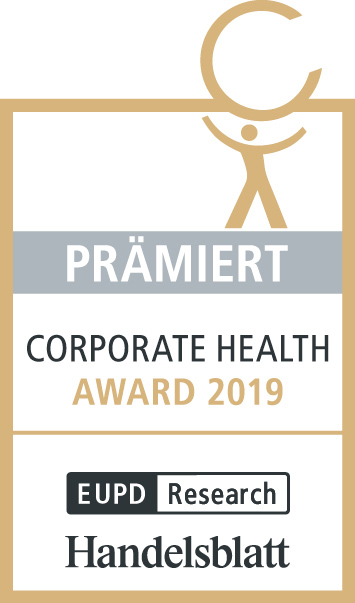 PRÄMIERT
CORPORATE HEALTH
AWARD 2019
EUPD Research
Handelsblatt